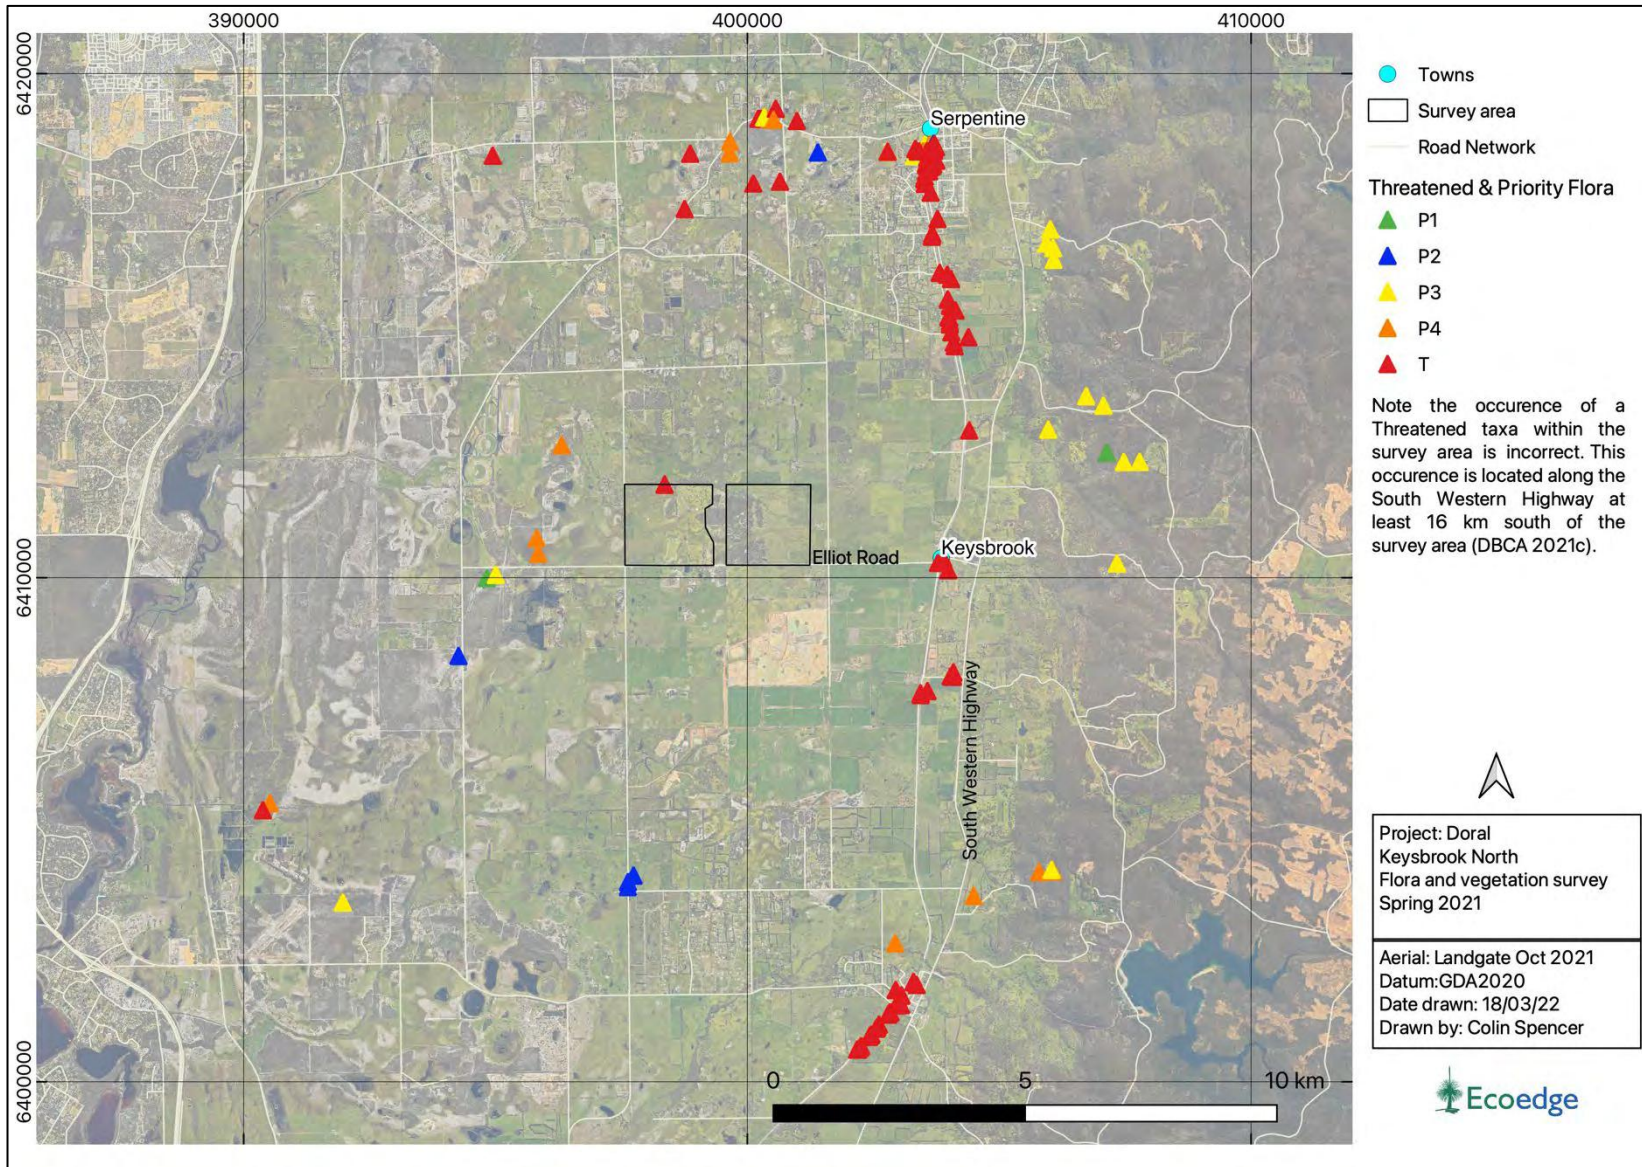 390000
400000
410000
6420000
6410000
6400000
Serpentine
Keysbrook
Elliot Road
South Western Highway
0
5
10 km
Towns
Survey area
Road Network
Threatened & Priority Flora
P1
P2
P3
P4
T
Note the occurence of a
Threatened taxa within the
survey area is incorrect. This
occurence is located along the
South Western Highway at
least 16 km south of the
survey area (DBCA 2021c).
Project: Doral
Keysbrook North
Flora and vegetation survey
Spring 2021
Aerial: Landgate Oct 2021
Datum:GDA2020
Date drawn: 18/03/22
Drawn by: Colin Spencer
Ecoedge